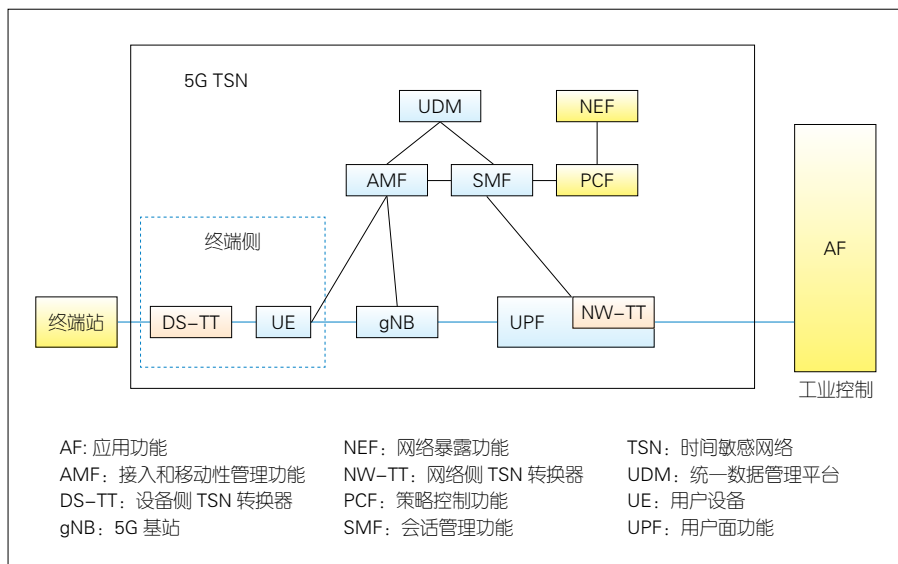 5G TSN
UDM
NEF
AMF
SMF
PCF
终端侧
AF
终端站
DS-TT
UE
gNB
UPF
NW-TT
工业控制
AF: 应用功能
AMF：接入和移动性管理功能
DS-TT：设备侧 TSN 转换器
gNB：5G 基站
NEF：网络暴露功能
NW-TT：网络侧 TSN 转换器
PCF：策略控制功能
SMF：会话管理功能
TSN：时间敏感网络
UDM：统一数据管理平台
UE：用户设备
UPF：用户面功能